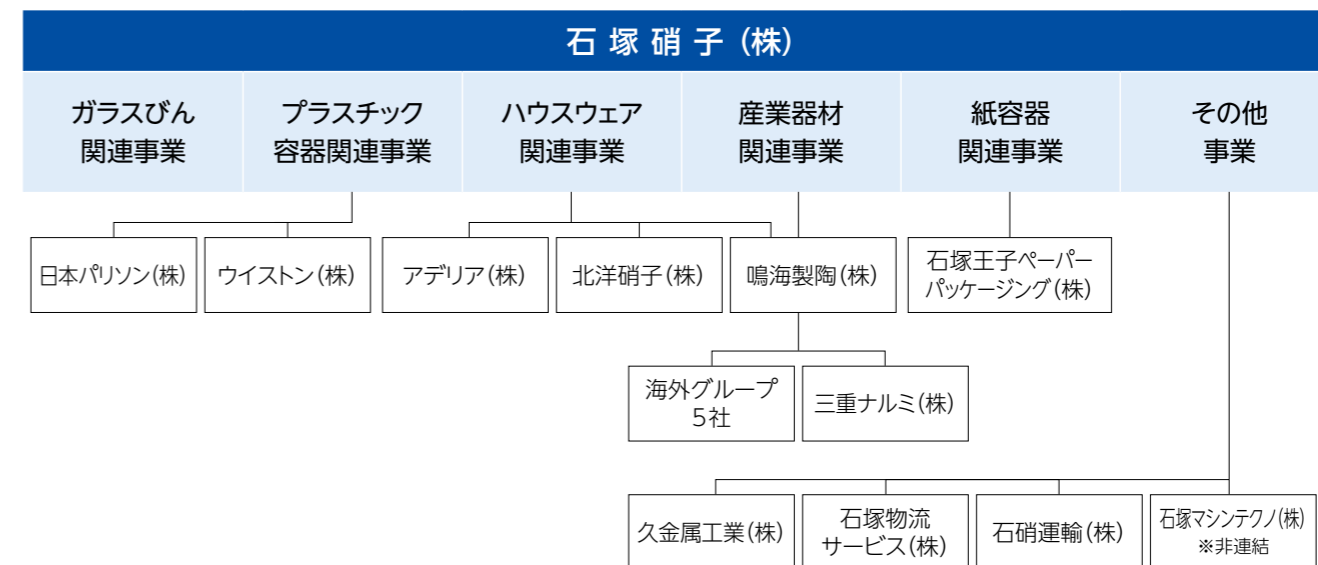 石塚硝子(株)
ガラスびん
関連事業
プラスチック
容器関連事業
ハウスウェア
関連事業
産業器材
関連事業
紙容器
関連事業
その他
事業
日本パリソン(株)
ウイストン(株)
アデリア(株)
北洋硝子(株)
鳴海製陶(株)
石塚王子ペーパー
パッケージング(株)
海外グループ
5社
三重ナルミ(株)
久金属工業(株)
石塚物流
サービス(株)
石硝運輸(株)
石塚マシンテクノ(株)
※非連結